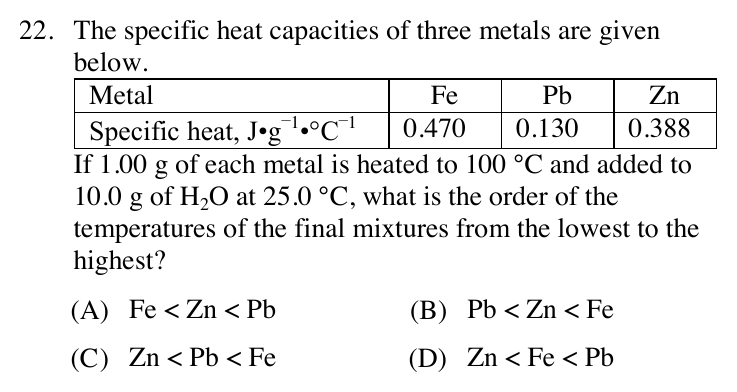 22. The specific heat capacities of three metals are given
below.
Metal Fe Pb Zn
Specific heat, J•g⁻¹•°C⁻¹ 0.470 0.130 0.388
If 1.00 g of each metal is heated to 100 °C and added to
10.0 g of H₂O at 25.0 °C, what is the order of the
temperatures of the final mixtures from the lowest to the
highest?
(A) Fe < Zn < Pb (B) Pb < Zn < Fe
(C) Zn < Pb < Fe (D) Zn < Fe < Pb